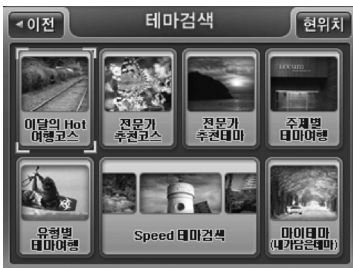 ◀이전
테마검색
현위치
이달의 Hot
여행코스
전문가
추천코스
전문가
추천테마
주제별
테마여행
유형별
테마여행
Speed 테마검색
마이테마
(내가담은테마)